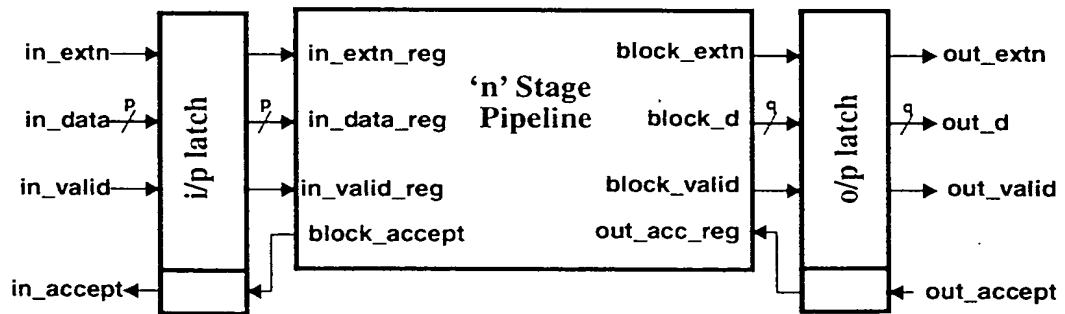 in_extn
in_data
in_valid
in_accept
p
i/p latch
p
in_extn_reg
in_data_reg
in_valid_reg
block_accept
'n' Stage
Pipeline
block_extn
block_d
block_valid
out_acc_reg
q
o/p latch
q
out_extn
out_d
out_valid
out_accept